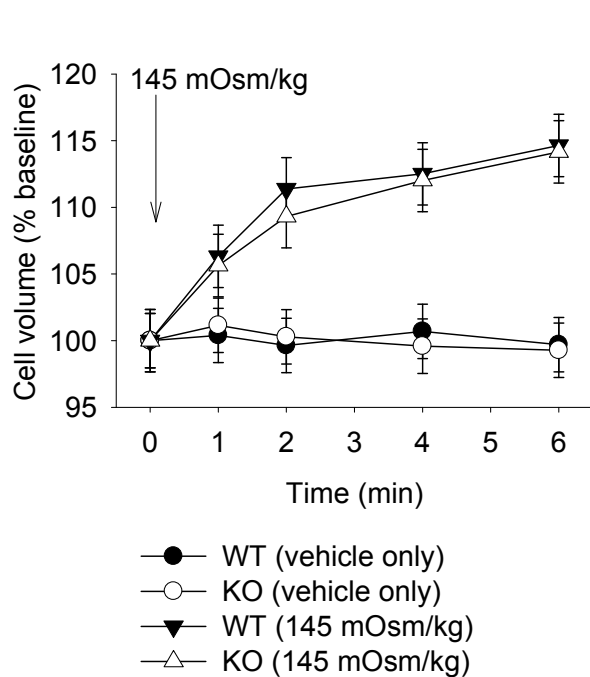 145 mOsm/kg
Cell volume (% baseline)
120
115
110
105
100
95
0 1 2 3 4 5 6
Time (min)
WT (vehicle only)
KO (vehicle only)
WT (145 mOsm/kg)
KO (145 mOsm/kg)